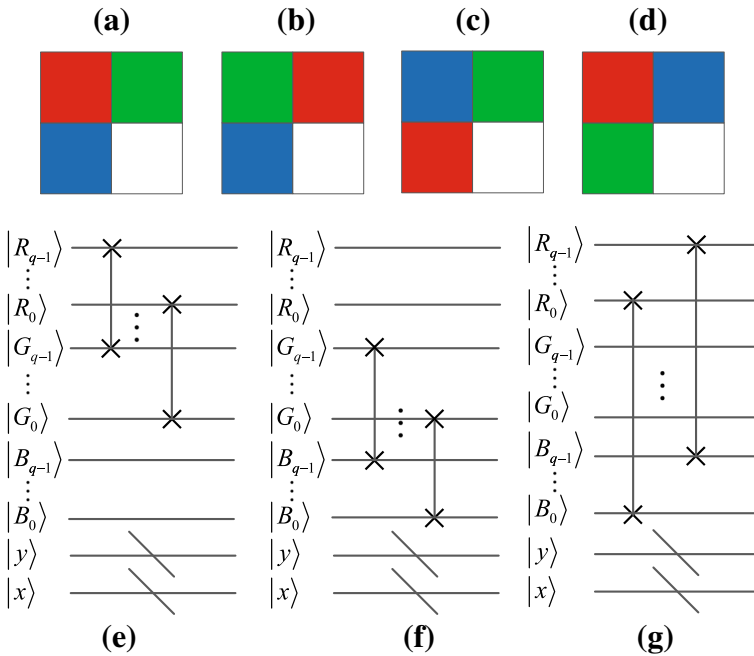 (a) (b) (c) (d)
|R_{q-1}⟩
|R_0⟩
|G_{q-1}⟩
|G_0⟩
|B_{q-1}⟩
|B_0⟩
|y⟩
|x⟩
(e)
|R_{q-1}⟩
|R_0⟩
|G_{q-1}⟩
|G_0⟩
|B_{q-1}⟩
|B_0⟩
|y⟩
|x⟩
(f)
|R_{q-1}⟩
|R_0⟩
|G_{q-1}⟩
|G_0⟩
|B_{q-1}⟩
|B_0⟩
|y⟩
|x⟩
(g)